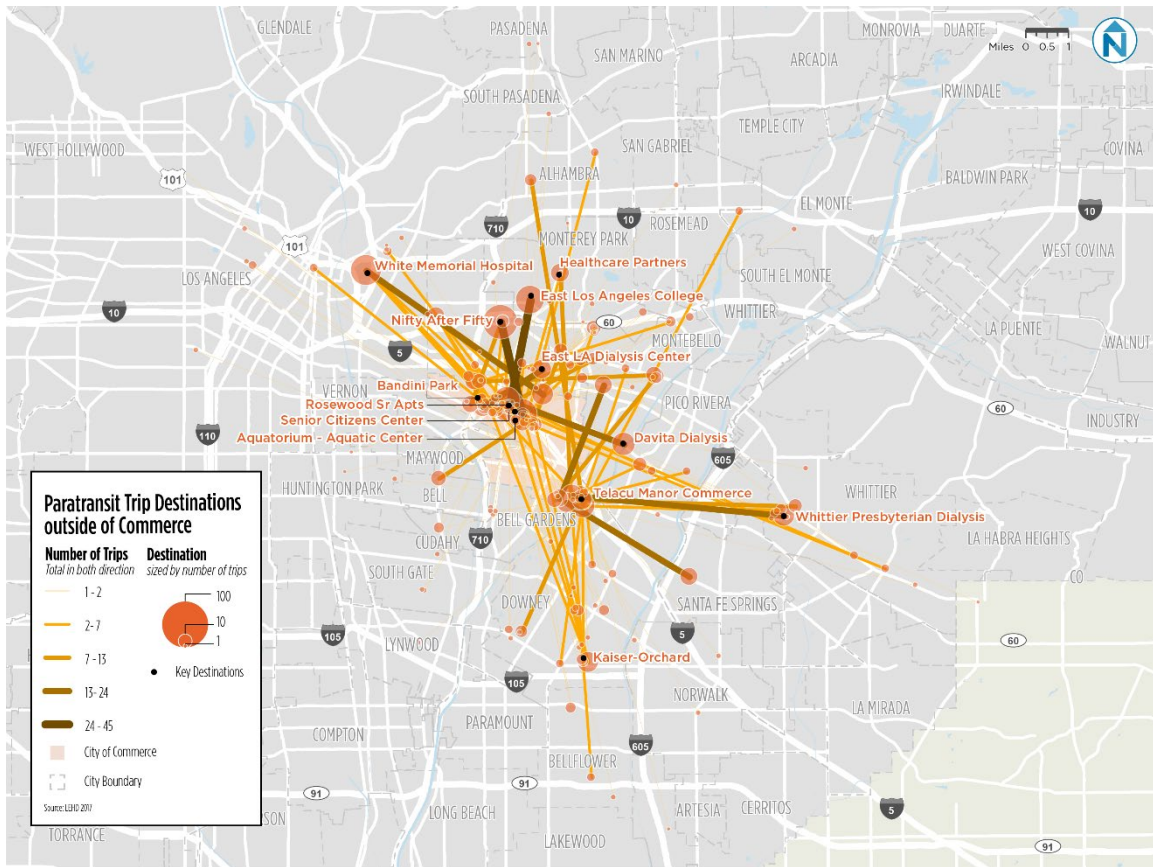 GLENDALE
PASADENA
MONROVIA
DUARTE
Miles 0 0.5 1
N
SAN MARINO
ARCADIA
IRWINDALE
SOUTH PASADENA
TEMPLE CITY
WEST HOLLYWOOD
SAN GABRIEL
COVINA
101
ALHAMBRA
BALDWIN PARK
EL MONTE
10
10
710
ROSEMEAD
101
MONTEREY PARK
WEST COVINA
White Memorial Hospital
Healthcare Partners
LOS ANGELES
SOUTH EL MONTE
East Los Angeles College
WHITTIER
10
Nifty After Fifty
60
LA PUENTE
MONTEBELLO
WALNUT
5
East LA Dialysis Center
VERNON
Bandini Park
Rosewood Sr Apts
PICO RIVERA
60
Senior Citizens Center
INDUSTRY
110
Aquatorium - Aquatic Center
Davita Dialysis
MAYWOOD
605
HUNTINGTON PARK
BELL
WHITTIER
Telacu Manor Commerce
BELL GARDENS
Whittier Presbyterian Dialysis
710
CUDAHY
LA HABRA HEIGHTS
SOUTH GATE
CO
DOWNEY
SANTA FE SPRINGS
105
LYNWOOD
5
60
Kaiser-Orchard
105
NORWALK
LA MIRADA
PARAMOUNT
COMPTON
605
BELLFLOWER
91
91
LONG BEACH
ARTESIA
CERRITOS
5
RSON
TORRANCE
LAKEWOOD
91
Paratransit Trip Destinations
outside of Commerce
Number of Trips
Total in both direction
Destination
sized by number of trips
1 - 2
2 - 7
7 - 13
13 - 24
24 - 45
100
10
1
Key Destinations
City of Commerce
City Boundary
Source: LEHD 2017